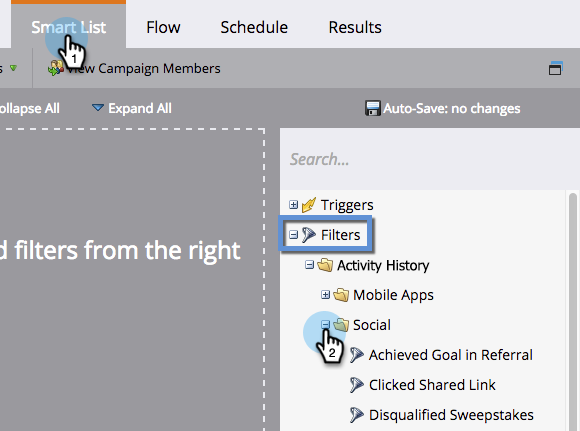 Smart List Flow Schedule Results
View Campaign Members
ollapse All Expand All Auto-Save: no changes
Search...
Triggers
Filters
d filters from the right
Activity History
Mobile Apps
Social
Achieved Goal in Referral
Clicked Shared Link
Disqualified Sweepstakes
1
2